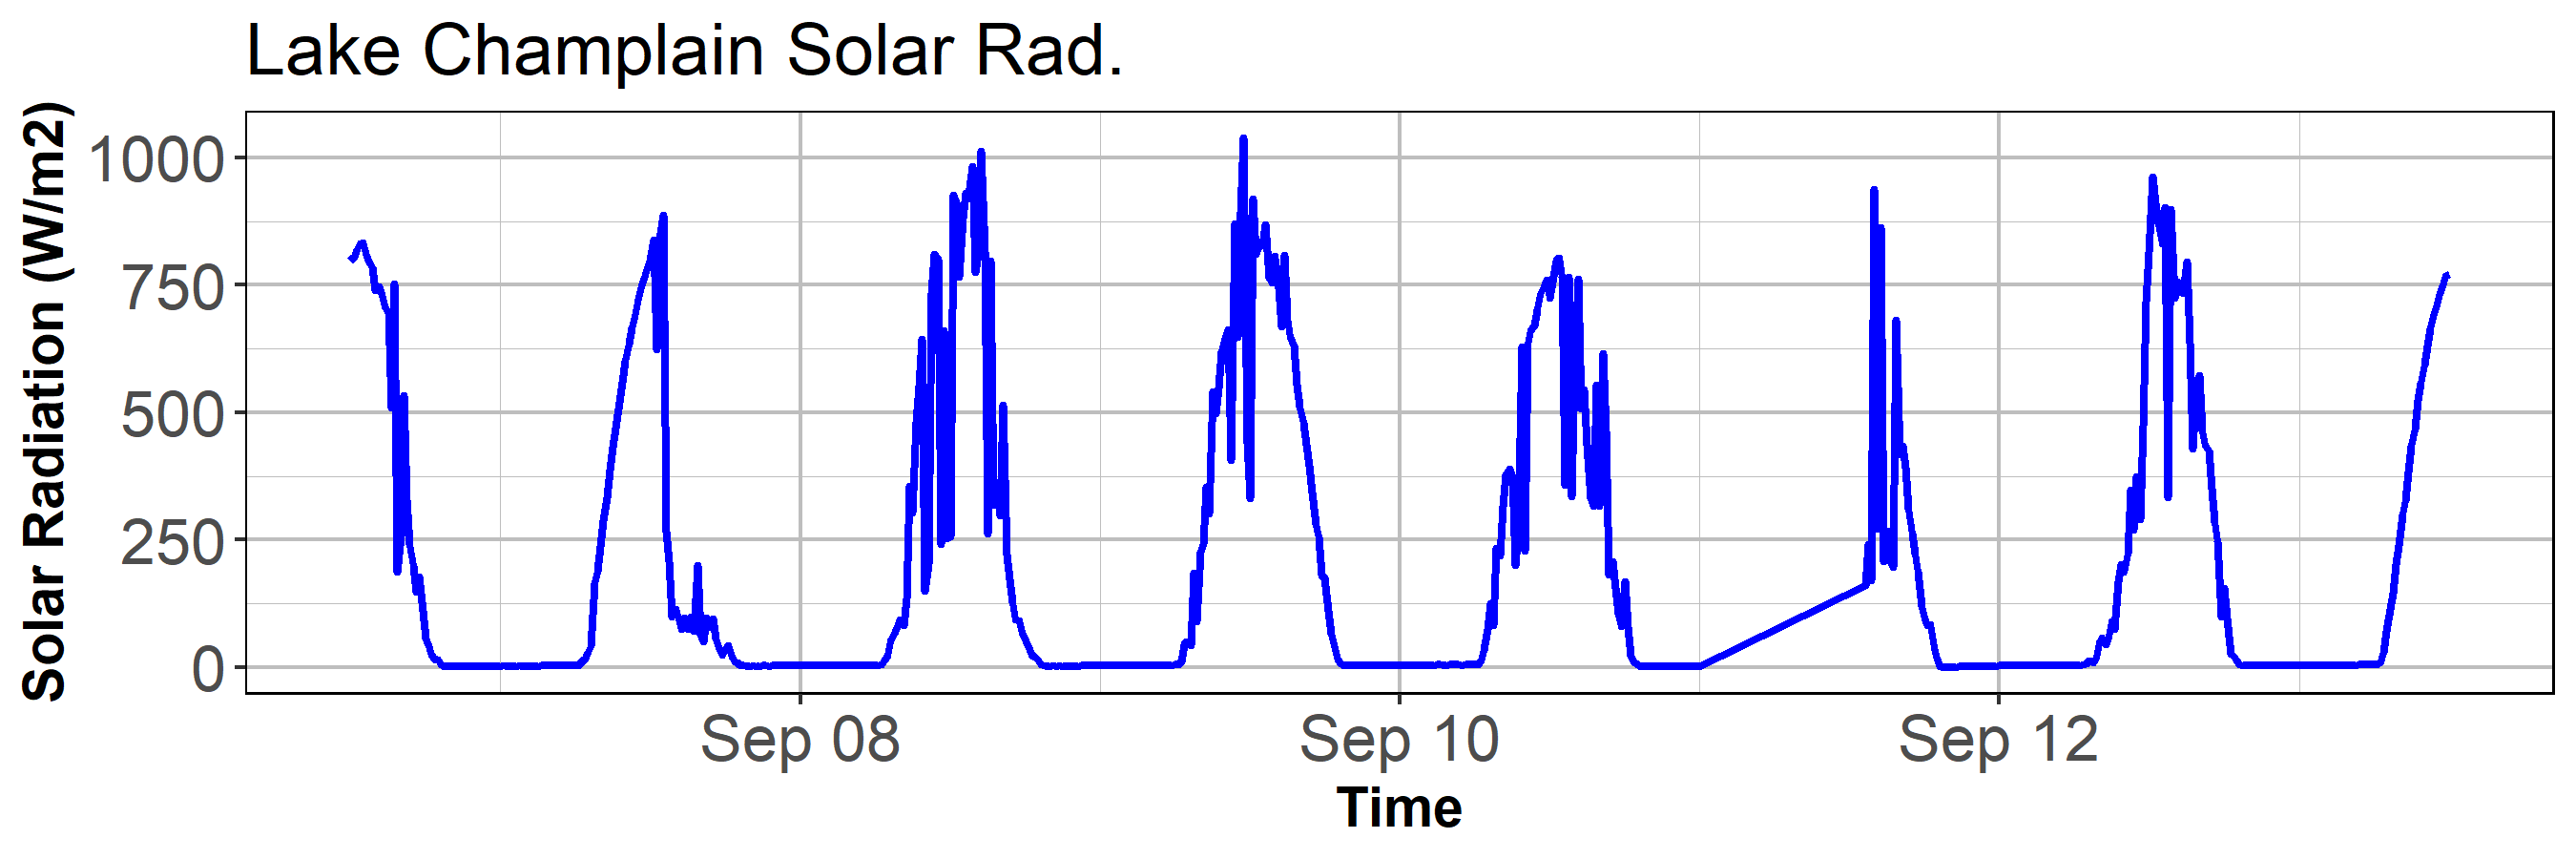 Lake Champlain Solar Rad.
Solar Radiation (W/m2)
1000
750
500
250
0
Sep 08
Sep 10
Sep 12
Time